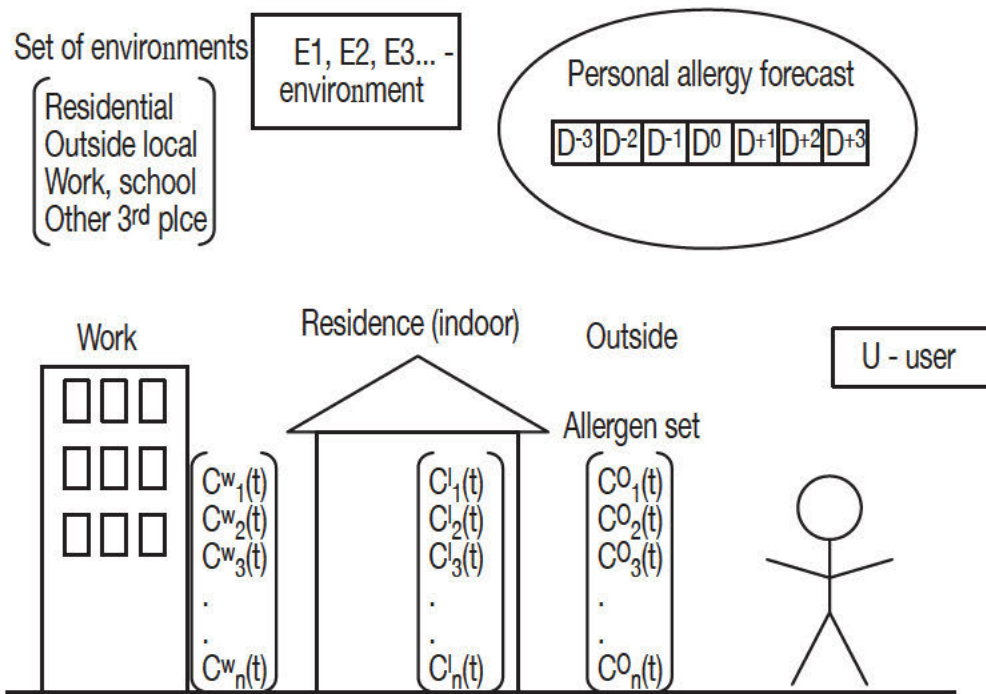 Set of environments
Residential
Outside local
Work, school
Other 3rd plce
E1, E2, E3... -
environment
Personal allergy forecast
D-3 D-2 D-1 D0 D+1 D+2 D+3
Work
Residence (indoor)
Outside
U - user
Allergen set
Cw1(t)
Cw2(t)
Cw3(t)
.
.
Cwn(t)
CI1(t)
CI2(t)
CI3(t)
.
.
CIn(t)
CO1(t)
CO2(t)
CO3(t)
.
.
COn(t)